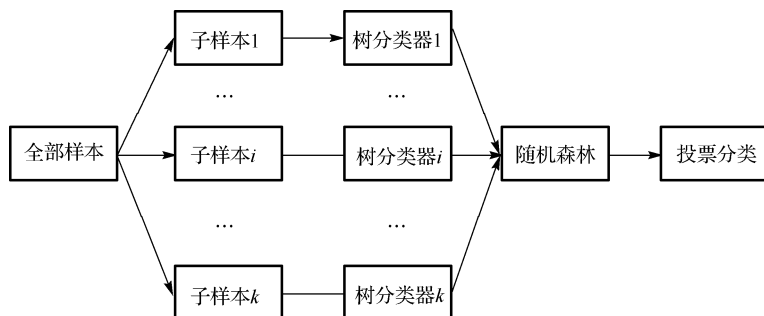 子样本1
树分类器1
…
…
全部样本
子样本i
树分类器i
随机森林
投票分类
…
…
子样本k
树分类器k